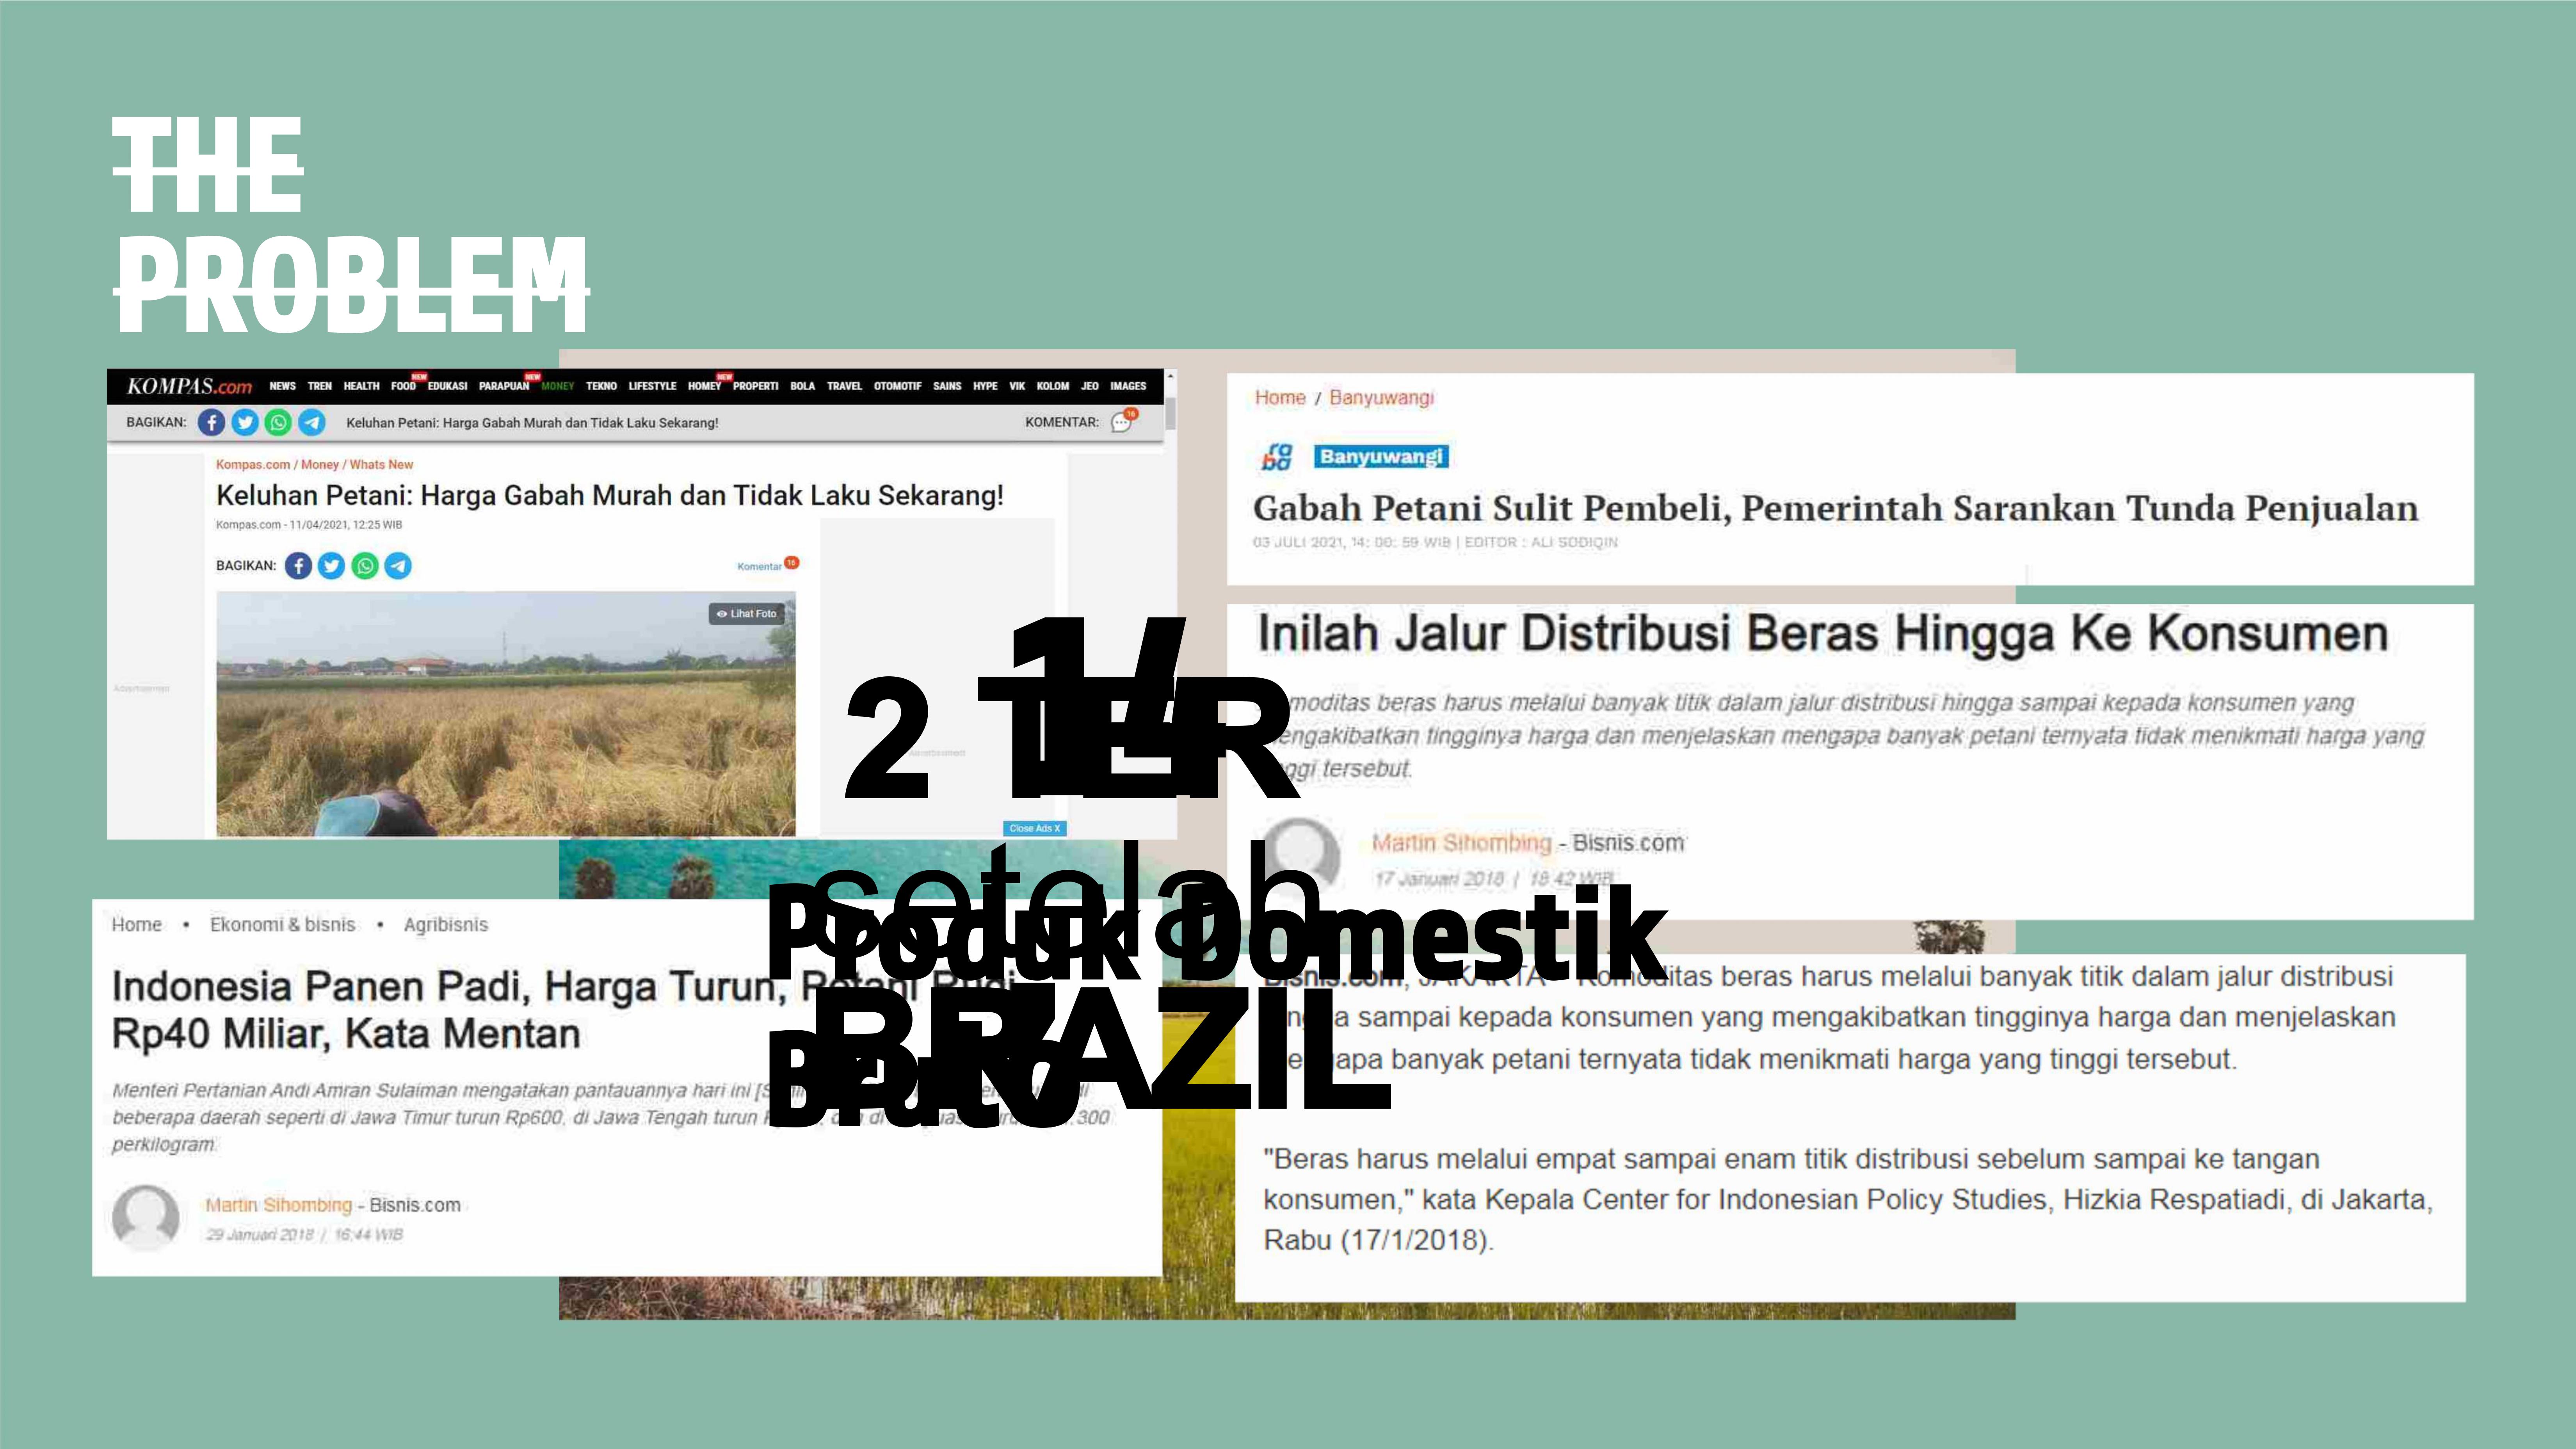 THE
PROBLEM
KOMPAS.com NEWS TREN HEALTH FOOD NEW EDUKASI PARAPUAN NEW MONEY TEKNO LIFESTYLE HOMEY NEW PROPERTI BOLA TRAVEL OTOMOTIF SAINS HYPE VIK KOLOM JEO IMAGES
BAGIKAN: Keluhan Petani: Harga Gabah Murah dan Tidak Laku Sekarang! KOMENTAR: 16
Kompas.com / Money / Whats New
Keluhan Petani: Harga Gabah Murah dan Tidak Laku Sekarang!
Kompas.com - 11/04/2021, 12:25 WIB
BAGIKAN: Komentar 16
Lihat Foto
Advertisement
Advertisement
Close Ads X
Home / Banyuwangi
Banyuwangi
Gabah Petani Sulit Pembeli, Pemerintah Sarankan Tunda Penjualan
03 JULI 2021, 14: 00: 59 WIB | EDITOR : ALI SODIQIN
Inilah Jalur Distribusi Beras Hingga Ke Konsumen
beras harus melalui banyak titik dalam jalur distribusi hingga sampai kepada konsumen yang
tingginya harga dan menjelaskan mengapa banyak petani ternyata tidak menikmati harga yang
tersebut.
Martin Sihombing - Bisnis.com
17 Januari 2018 | 18:42 WIB
2 TER
setelah
BRAZIL
Produk Domestik
Bruto
Home • Ekonomi & bisnis • Agribisnis
Indonesia Panen Padi, Harga Turun, Petani Rugi
Rp40 Miliar, Kata Mentan
Menteri Pertanian Andi Amran Sulaiman mengatakan pantauannya hari ini
beberapa daerah seperti di Jawa Timur turun Rp600, di Jawa Tengah turun 300
perkilogram.
Martin Sihombing - Bisnis.com
29 Januari 2018 | 16:44 WIB
Bisnis.com, JAKARTA - Komoditas beras harus melalui banyak titik dalam jalur distribusi
sampai kepada konsumen yang mengakibatkan tingginya harga dan menjelaskan
banyak petani ternyata tidak menikmati harga yang tinggi tersebut.
"Beras harus melalui empat sampai enam titik distribusi sebelum sampai ke tangan
konsumen," kata Kepala Center for Indonesian Policy Studies, Hizkia Respatiadi, di Jakarta,
Rabu (17/1/2018).